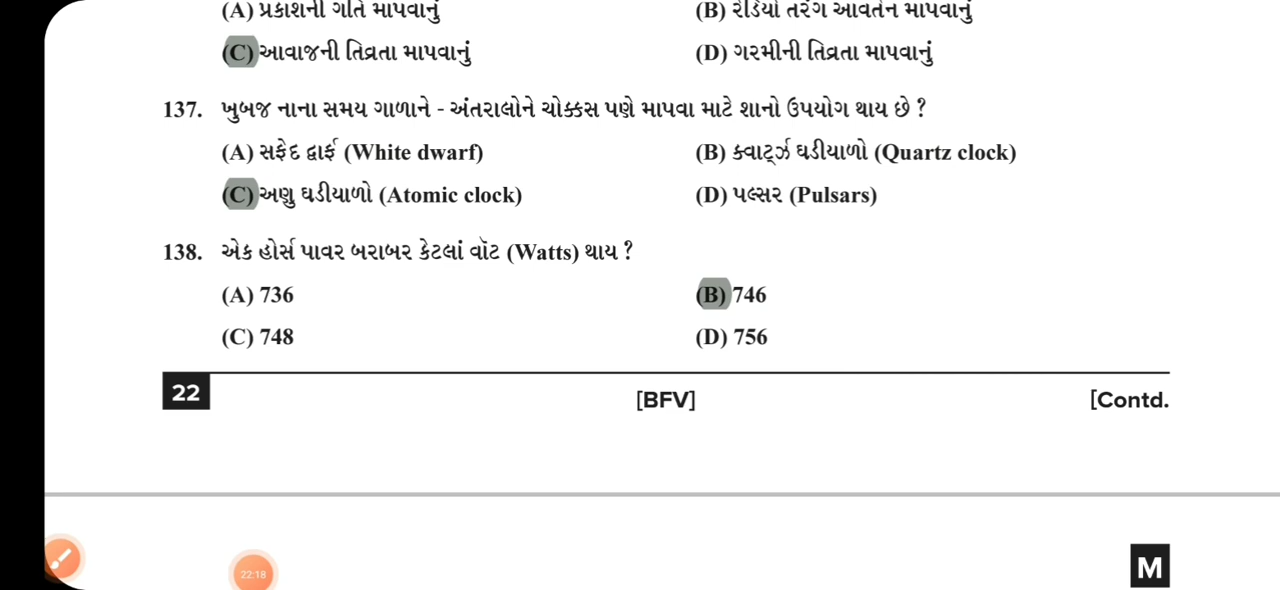 (A) પ્રકાશની ગતિ માપવાનું (B) રેડિયો તરંગ આવર્તન માપવાનું
(C) આવાજની તિવ્રતા માપવાનું (D) ગરમીની તિવ્રતા માપવાનું
137. ખુબજ નાના સમય ગાળાને - અંતરાલોને ચોક્કસ પણે માપવા માટે શાનો ઉપયોગ થાય છે ?
(A) સફેદ દ્વાર્ફ (White dwarf) (B) ક્વાર્ટ્ઝ ઘડીયાળો (Quartz clock)
(C) અણુ ઘડીયાળો (Atomic clock) (D) પલ્સર (Pulsars)
138. એક હોર્સ પાવર બરાબર કેટલાં વૉટ (Watts) થાય ?
(A) 736 (B) 746
(C) 748 (D) 756
22 [BFV] [Contd.
M
22:18